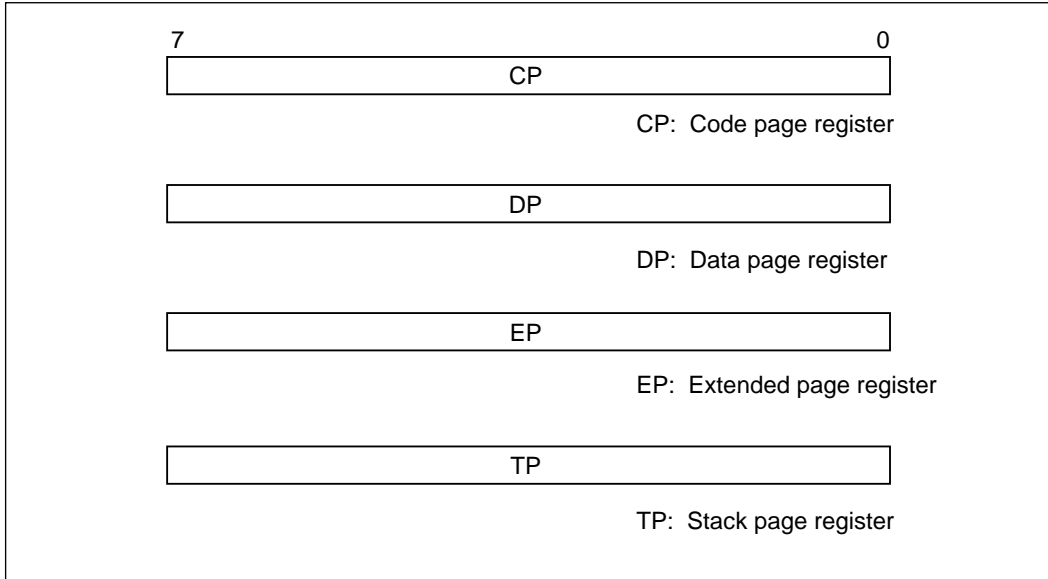 7 0
CP
CP: Code page register
DP
DP: Data page register
EP
EP: Extended page register
TP
TP: Stack page register